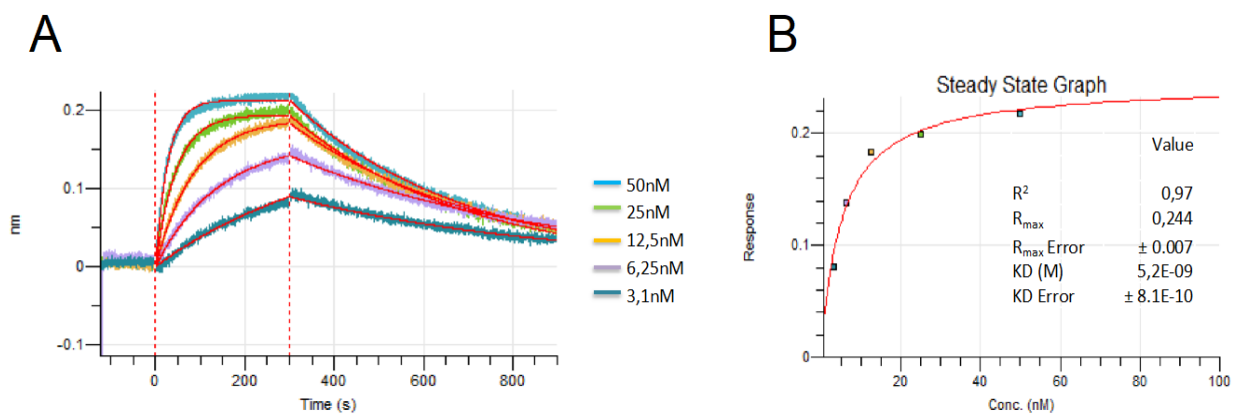 A
nm
0.2
0.1
0
-0.1
0
200
400
600
800
Time (s)
50nM
25nM
12,5nM
6,25nM
3,1nM
B
Steady State Graph
Response
0.2
0.1
0
20
40
60
80
100
Conc. (nM)
Value
R² 0,97
Rmax 0,244
Rmax Error ± 0.007
KD (M) 5,2E-09
KD Error ± 8.1E-10